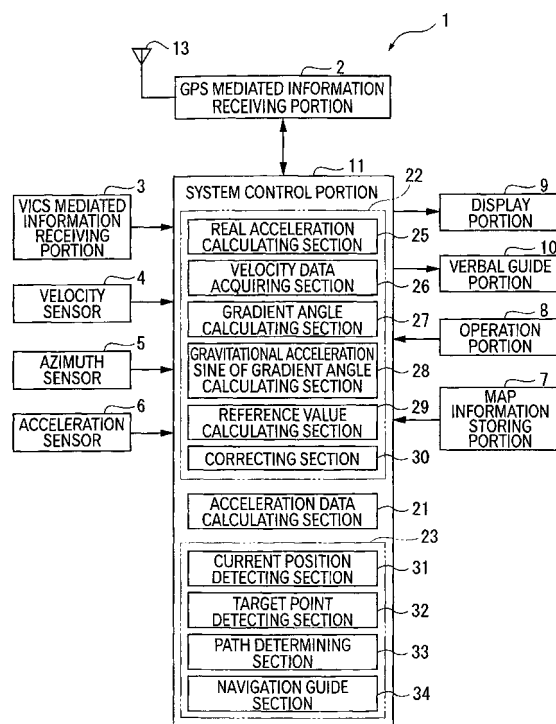 1
13
2
GPS MEDIATED INFORMATION
RECEIVING PORTION
11
SYSTEM CONTROL PORTION
22
3
VICS MEDIATED
INFORMATION
RECEIVING
PORTION
4
VELOCITY
SENSOR
5
AZIMUTH
SENSOR
6
ACCELERATION
SENSOR
REAL ACCELERATION
CALCULATING SECTION
25
VELOCITY DATA
ACQUIRING SECTION
26
GRADIENT ANGLE
CALCULATING SECTION
27
GRAVITATIONAL ACCELERATION
SINE OF GRADIENT ANGLE
CALCULATING SECTION
28
REFERENCE VALUE
CALCULATING SECTION
29
CORRECTING SECTION
30
ACCELERATION DATA
CALCULATING SECTION
21
23
CURRENT POSITION
DETECTING SECTION
31
TARGET POINT
DETECTING SECTION
32
PATH DETERMINING
SECTION
33
NAVIGATION GUIDE
SECTION
34
9
DISPLAY
PORTION
10
VERBAL GUIDE
PORTION
8
OPERATION
PORTION
7
MAP
INFORMATION
STORING
PORTION